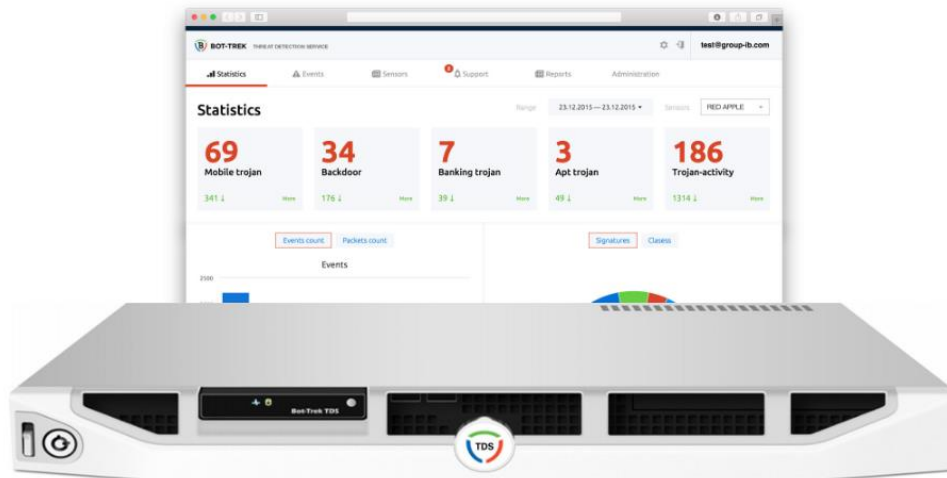 BOT-TREK THREAT DETECTION SERVICE
test@group-ib.com
Statistics
Events
Sensors
Support
Reports
Administration
Statistics
Range
23.12.2015 — 23.12.2015
Sensors
RED APPLE
69
Mobile trojan
341 ↓ More
34
Backdoor
176 ↓ More
7
Banking trojan
39 ↓ More
3
Apt trojan
49 ↓ More
186
Trojan-activity
1314 ↓ More
Events count
Packets count
Signatures
Clasess
Events
2500
Bot-Trek TDS
TDS